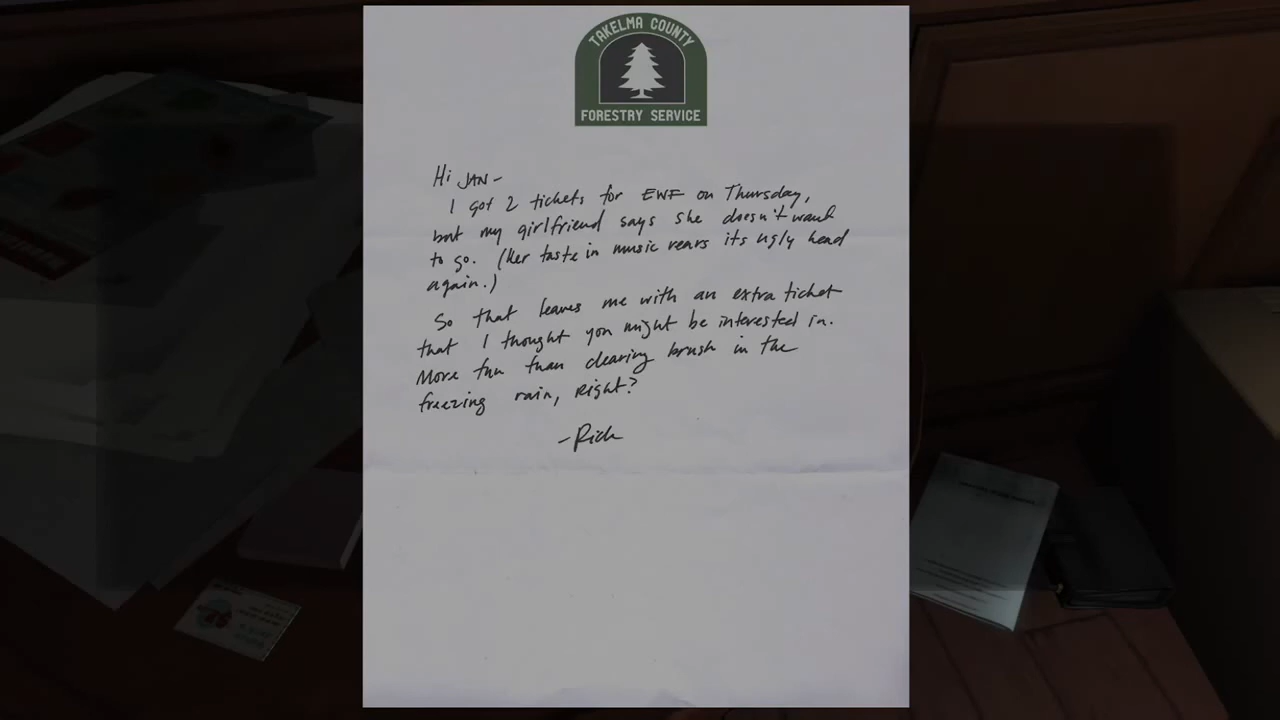 TAKELMA COUNTY
FORESTRY SERVICE
Hi JAN-
I got 2 tickets for EWF on Thursday,
but my girlfriend says she doesn't want
to go. (Her taste in music rears its ugly head
again.)
So that leaves me with an extra ticket
that I thought you might be interested in.
More fun than clearing brush in the
freezing rain, Right?
-Rich